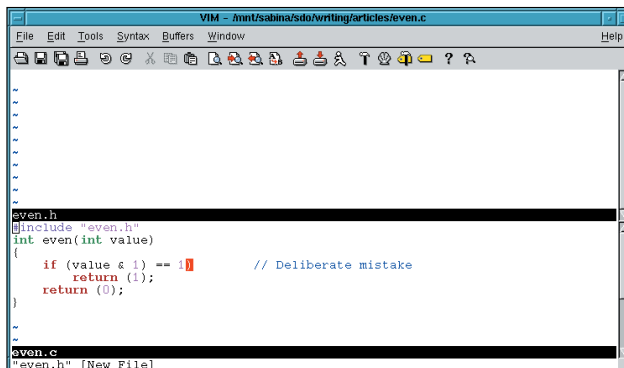 VIM - /mnt/sabina/sdo/writing/articles/even.c
File Edit Tools Syntax Buffers Window Help
~
~
~
~
~
~
~
~
even.h
#include "even.h"
int even(int value)
{
    if (value & 1) == 1)        // Deliberate mistake
        return (1);
    return (0);
}
~
~
even.c
"even.h" [New File]